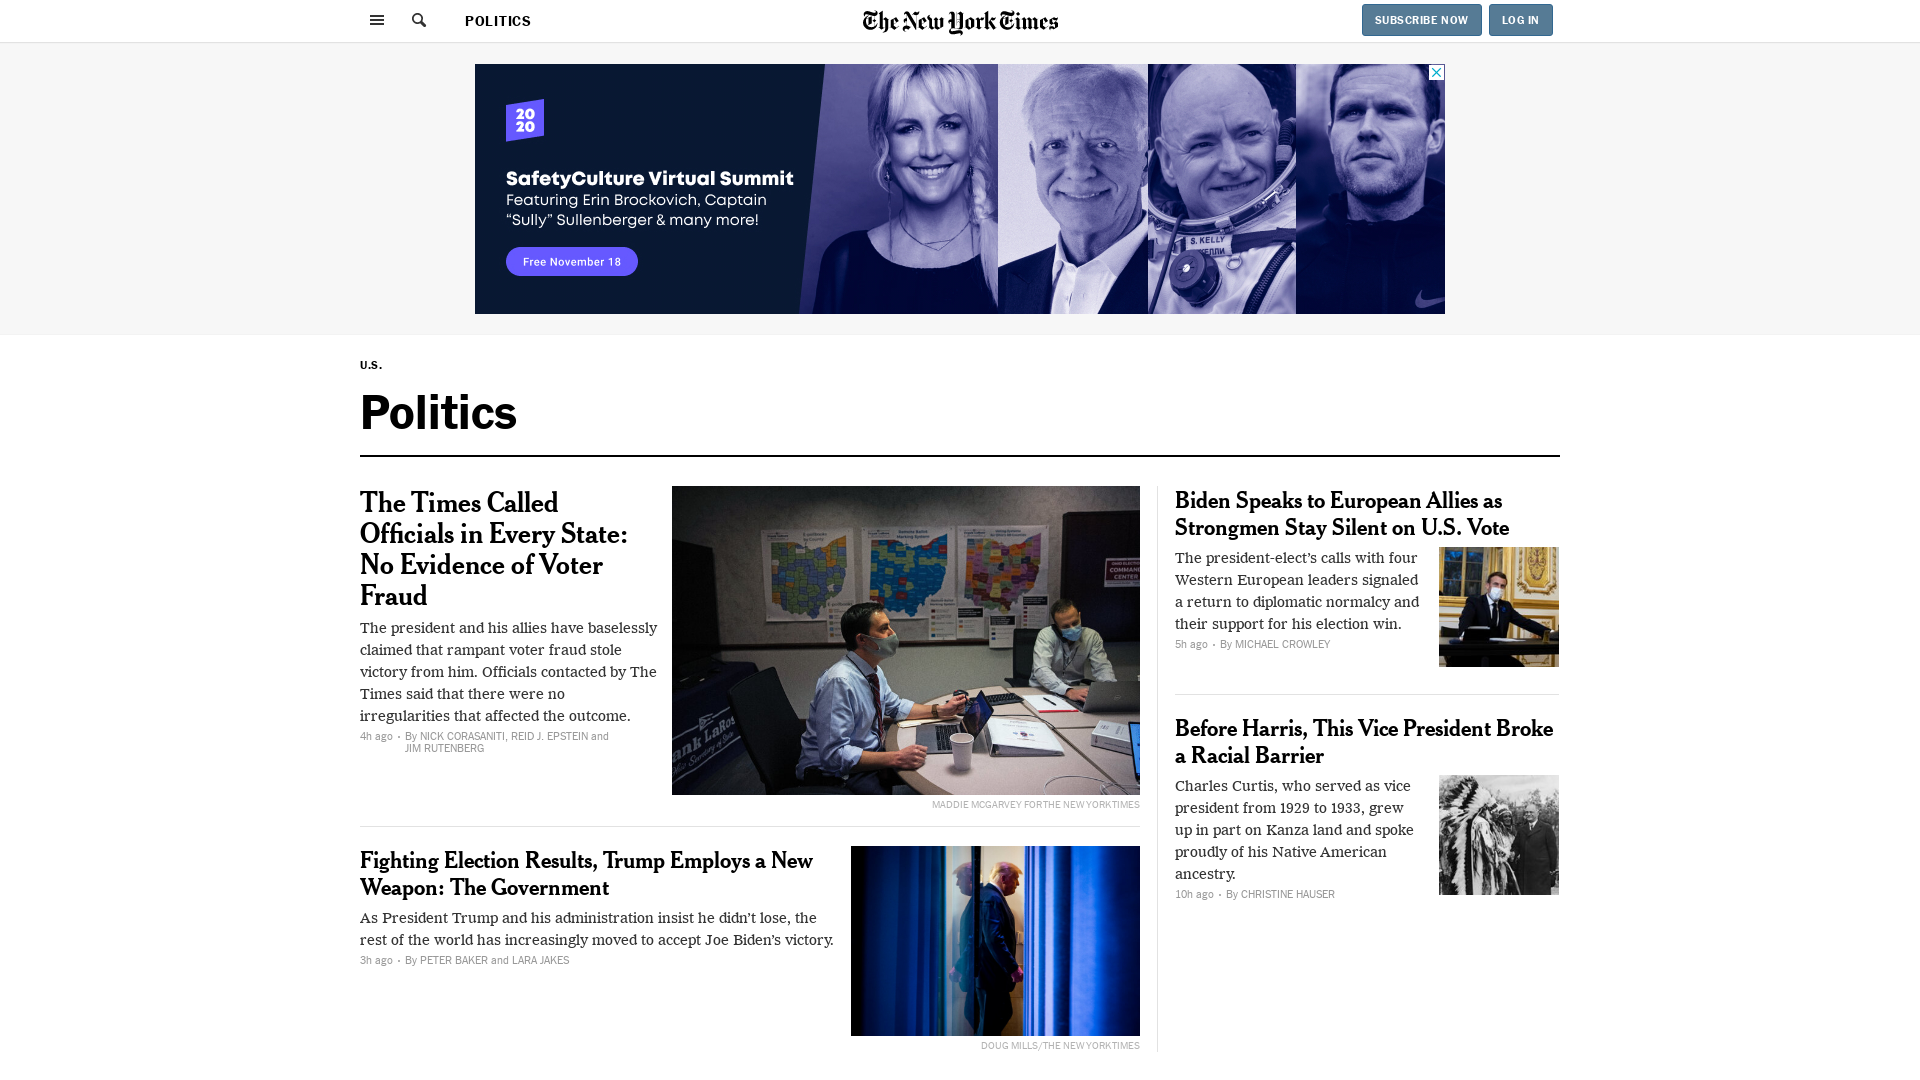 POLITICS
The New York Times
SUBSCRIBE NOW
LOG IN
20
20
SafetyCulture Virtual Summit
Featuring Erin Brockovich, Captain
“Sully” Sullenberger & many more!
Free November 18
S. KELLY
U.S.
Politics
The Times Called
Officials in Every State:
No Evidence of Voter
Fraud
The president and his allies have baselessly
claimed that rampant voter fraud stole
victory from him. Officials contacted by The
Times said that there were no
irregularities that affected the outcome.
4h ago · By NICK CORASANITI, REID J. EPSTEIN and
JIM RUTENBERG
COMMAND
CENTER
MADDIE MCGARVEY FOR THE NEW YORK TIMES
Fighting Election Results, Trump Employs a New
Weapon: The Government
As President Trump and his administration insist he didn’t lose, the
rest of the world has increasingly moved to accept Joe Biden’s victory.
3h ago · By PETER BAKER and LARA JAKES
DOUG MILLS/THE NEW YORK TIMES
Biden Speaks to European Allies as
Strongmen Stay Silent on U.S. Vote
The president-elect’s calls with four
Western European leaders signaled
a return to diplomatic normalcy and
their support for his election win.
5h ago · By MICHAEL CROWLEY
Before Harris, This Vice President Broke
a Racial Barrier
Charles Curtis, who served as vice
president from 1929 to 1933, grew
up in part on Kanza land and spoke
proudly of his Native American
ancestry.
10h ago · By CHRISTINE HAUSER